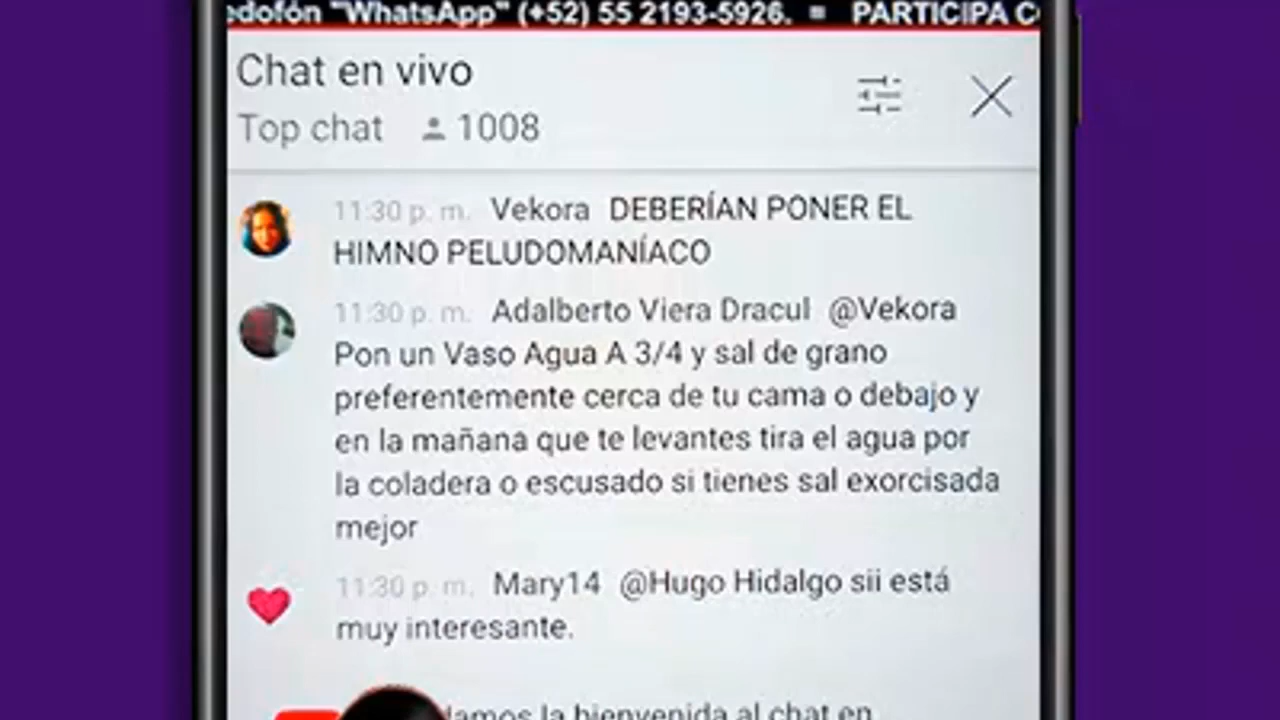 "WhatsApp" (+52) 55 2193-5926. PARTICIPA
Chat en vivo
Top chat 1008
11:30 p. m. Vekora DEBERÍAN PONER EL
HIMNO PELUDOMANÍACO
11:30 p. m. Adalberto Viera Dracul @Vekora
Pon un Vaso Agua A 3/4 y sal de grano
preferentemente cerca de tu cama o debajo y
en la mañana que te levantes tira el agua por
la coladera o escusado si tienes sal exorcisada
mejor
11:30 p. m. Mary14 @Hugo Hidalgo sii está
muy interesante.
la bienvenida al chat en